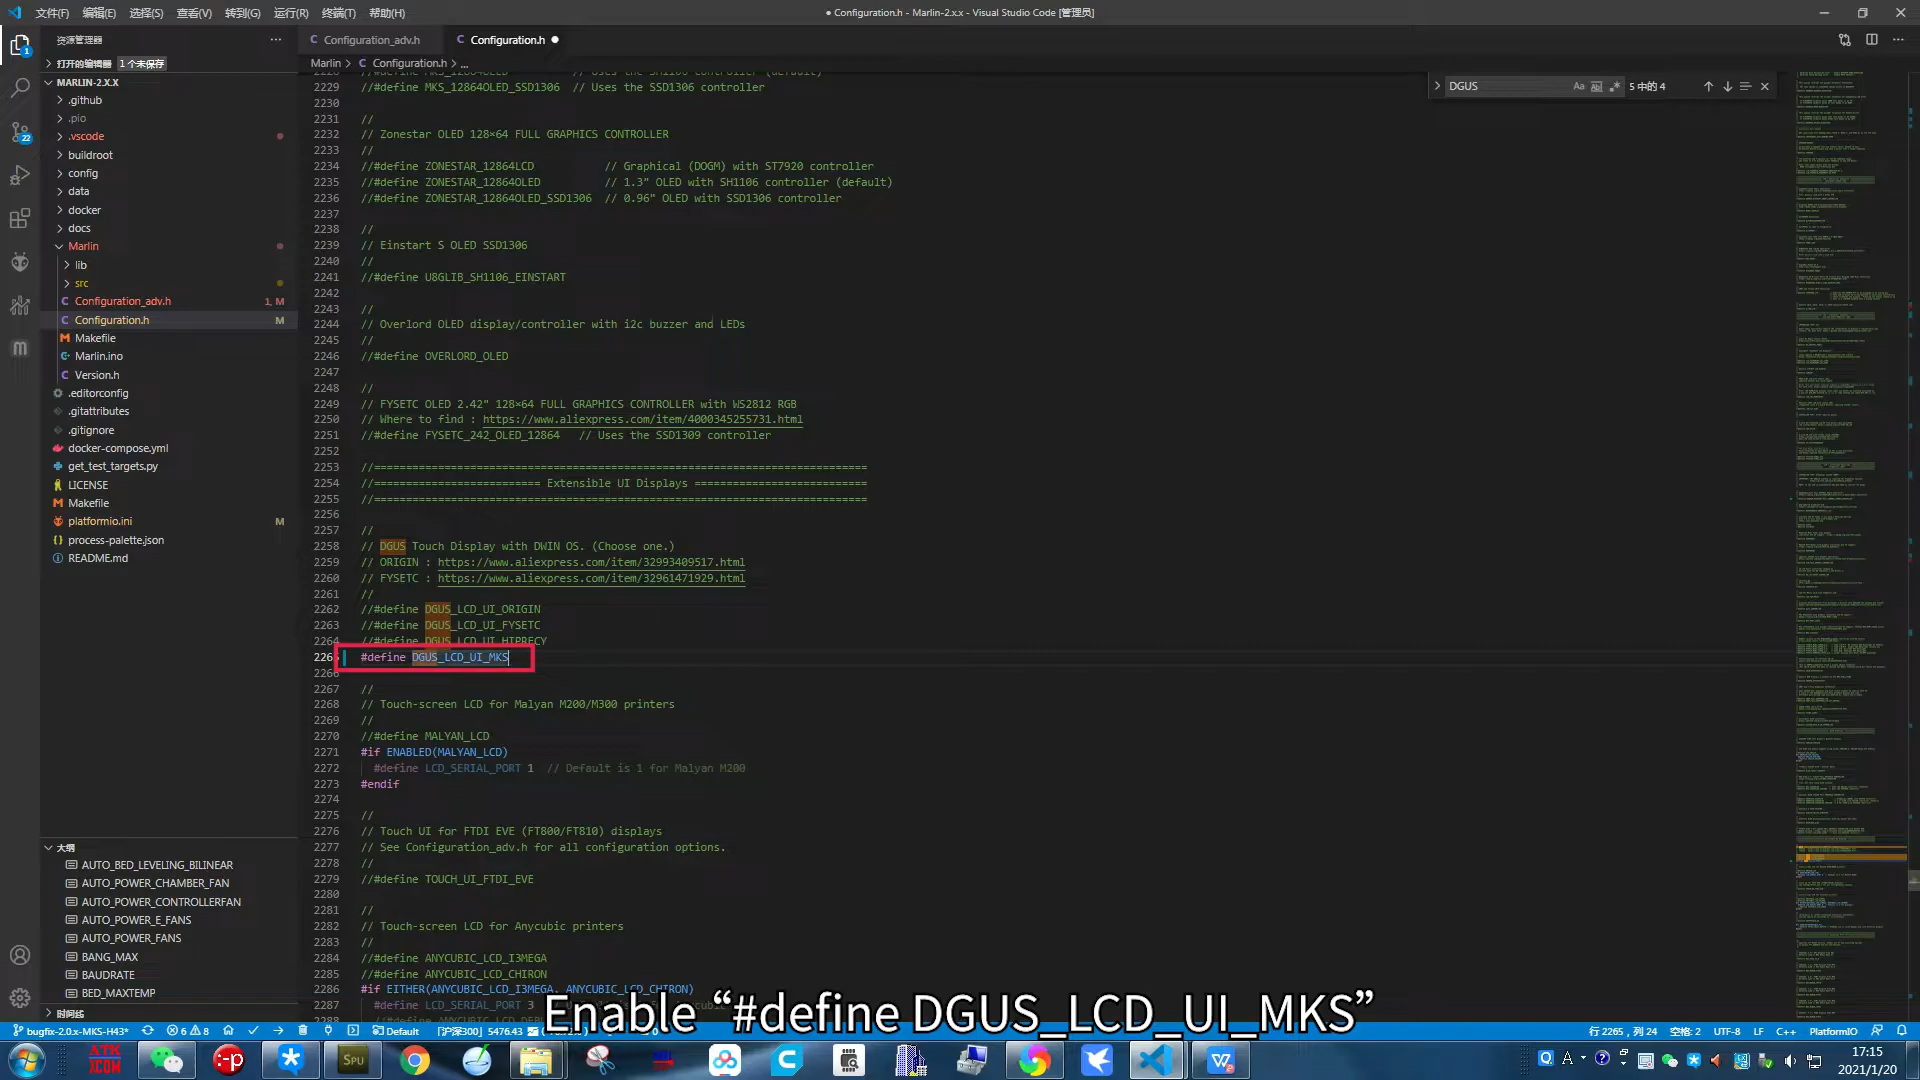 文件(F) 编辑(E) 选择(S) 查看(V) 转到(G) 运行(R) 终端(T) 帮助(H)
● Configuration.h - Marlin-2.x.x - Visual Studio Code [管理员]
资源管理器
打开的编辑器 1 个未保存
MARLIN-2.X.X
.github
.pio
.vscode
buildroot
config
data
docker
docs
Marlin
lib
src
Configuration_adv.h 1, M
Configuration.h M
Makefile
Marlin.ino
Version.h
.editorconfig
.gitattributes
.gitignore
docker-compose.yml
get_test_targets.py
LICENSE
Makefile
platformio.ini M
process-palette.json
README.md
大纲
AUTO_BED_LEVELING_BILINEAR
AUTO_POWER_CHAMBER_FAN
AUTO_POWER_CONTROLLERFAN
AUTO_POWER_E_FANS
AUTO_POWER_FANS
BANG_MAX
BAUDRATE
BED_MAXTEMP
时间线
Configuration_adv.h
Configuration.h ●
Marlin > C Configuration.h > ...
DGUS
Aa
5 中的 4
2229 //#define MKS_12864OLED_SSD1306 // Uses the SSD1306 controller
2230
2231 //
2232 // Zonestar OLED 128×64 FULL GRAPHICS CONTROLLER
2233 //
2234 //#define ZONESTAR_12864LCD // Graphical (DOGM) with ST7920 controller
2235 //#define ZONESTAR_12864OLED // 1.3" OLED with SH1106 controller (default)
2236 //#define ZONESTAR_12864OLED_SSD1306 // 0.96" OLED with SSD1306 controller
2237
2238 //
2239 // Einstart S OLED SSD1306
2240 //
2241 //#define U8GLIB_SH1106_EINSTART
2242
2243 //
2244 // Overlord OLED display/controller with i2c buzzer and LEDs
2245 //
2246 //#define OVERLORD_OLED
2247
2248 //
2249 // FYSETC OLED 2.42" 128×64 FULL GRAPHICS CONTROLLER with WS2812 RGB
2250 // Where to find : https://www.aliexpress.com/item/4000345255731.html
2251 //#define FYSETC_242_OLED_12864 // Uses the SSD1309 controller
2252
2253 //=============================================================================
2254 //========================== Extensible UI Displays ===========================
2255 //=============================================================================
2256
2257 //
2258 // DGUS Touch Display with DWIN OS. (Choose one.)
2259 // ORIGIN : https://www.aliexpress.com/item/32993409517.html
2260 // FYSETC : https://www.aliexpress.com/item/32961471929.html
2261 //
2262 //#define DGUS_LCD_UI_ORIGIN
2263 //#define DGUS_LCD_UI_FYSETC
2264 //#define DGUS_LCD_UI_HIPRECY
2265 #define DGUS_LCD_UI_MKS
2266
2267 //
2268 // Touch-screen LCD for Malyan M200/M300 printers
2269 //
2270 //#define MALYAN_LCD
2271 #if ENABLED(MALYAN_LCD)
2272 #define LCD_SERIAL_PORT 1 // Default is 1 for Malyan M200
2273 #endif
2274
2275 //
2276 // Touch UI for FTDI EVE (FT800/FT810) displays
2277 // See Configuration_adv.h for all configuration options.
2278 //
2279 //#define TOUCH_UI_FTDI_EVE
2280
2281 //
2282 // Touch-screen LCD for Anycubic printers
2283 //
2284 //#define ANYCUBIC_LCD_I3MEGA
2285 //#define ANYCUBIC_LCD_CHIRON
2286 #if EITHER(ANYCUBIC_LCD_I3MEGA, ANYCUBIC_LCD_CHIRON)
2287 #define LCD_SERIAL_PORT 3
Enable “#define DGUS_LCD_UI_MKS”
bugfix-2.0.x-MKS-H43* 6 8 Default [沪深300] 5476.43
行 2265，列 24 空格: 2 UTF-8 LF C++ PlatformIO
17:15
2021/1/20